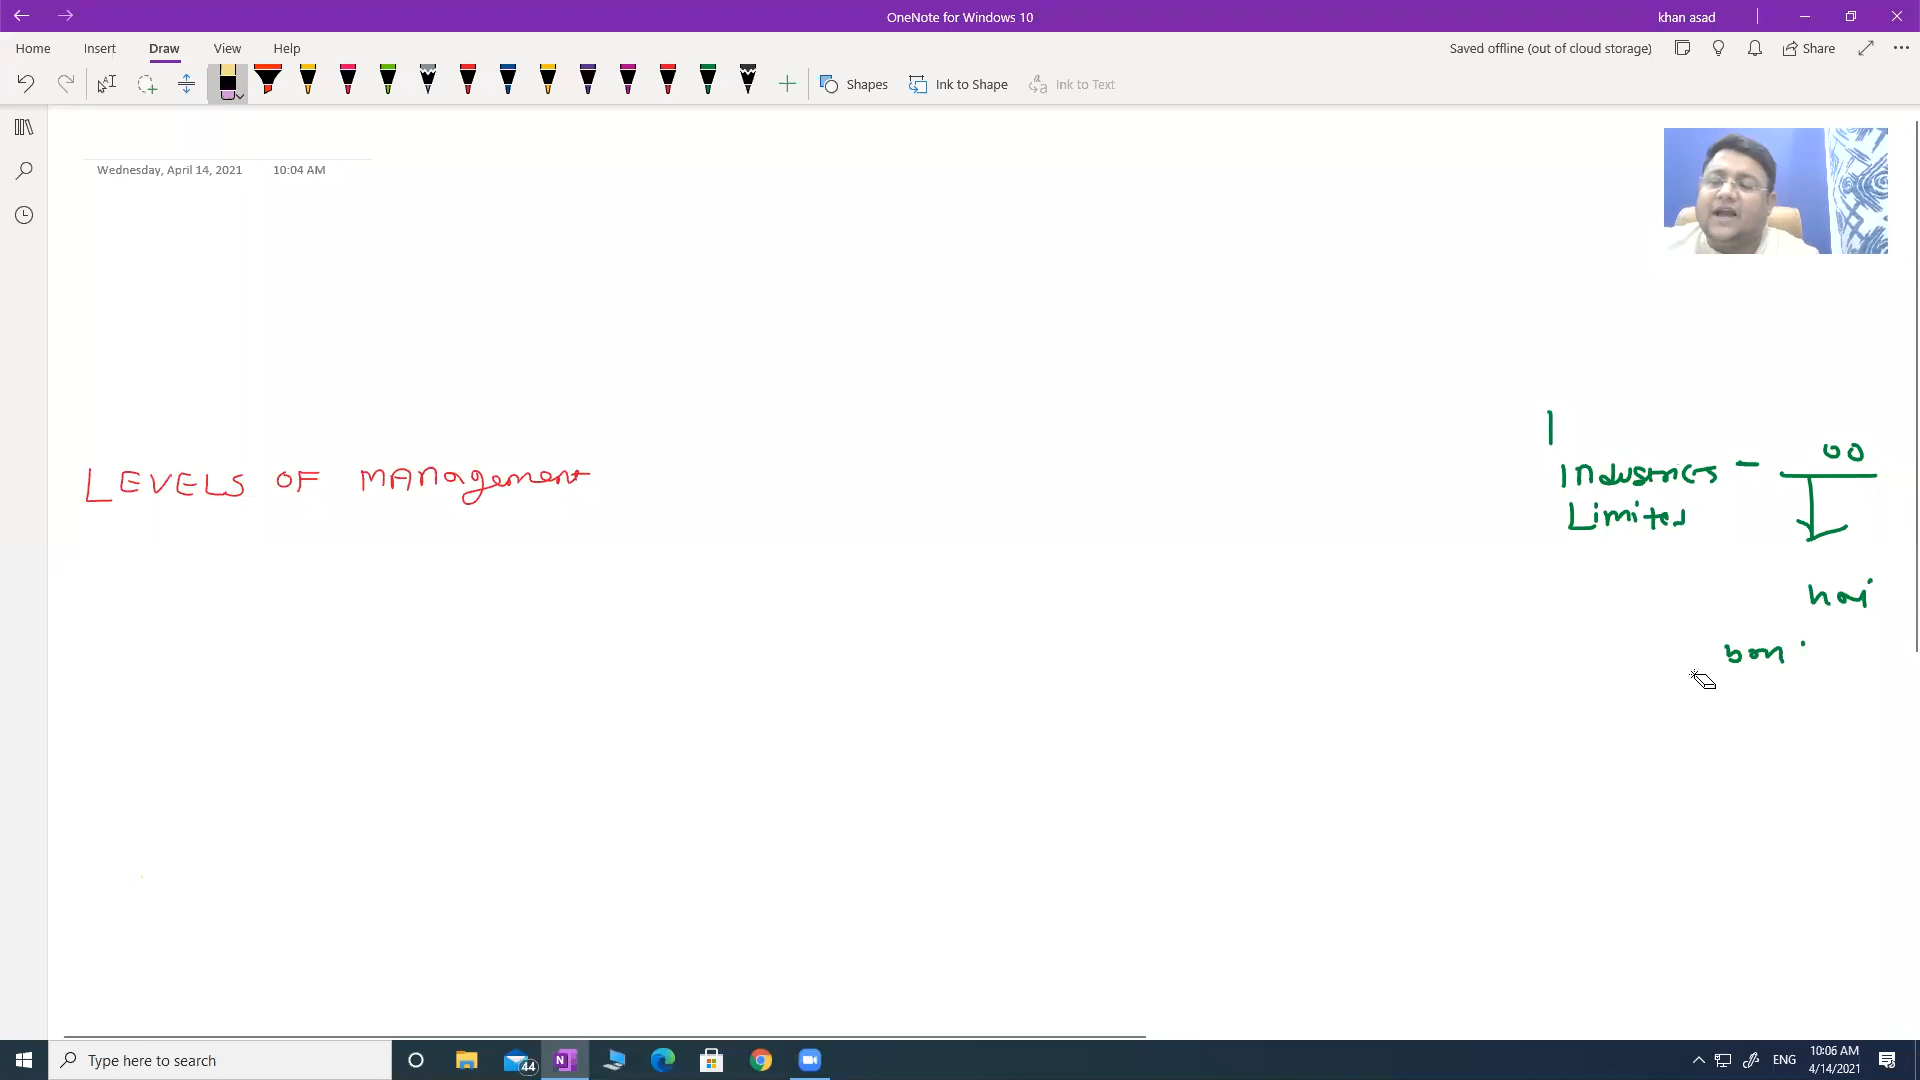 OneNote for Windows 10
khan asad
Home Insert Draw View Help
Saved offline (out of cloud storage)
Share
Shapes
Ink to Shape
Ink to Text
Wednesday, April 14, 2021 10:04 AM
LEVELS OF MANagement
00
Industries -
Limited
hai
Type here to search
44
ENG
10:06 AM
4/14/2021